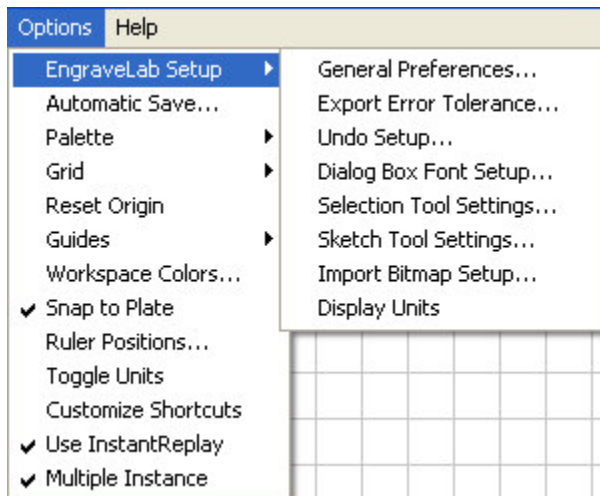 Options Help
EngraveLab Setup
Automatic Save...
Palette
Grid
Reset Origin
Guides
Workspace Colors...
Snap to Plate
Ruler Positions...
Toggle Units
Customize Shortcuts
Use InstantReplay
Multiple Instance
General Preferences...
Export Error Tolerance...
Undo Setup...
Dialog Box Font Setup...
Selection Tool Settings...
Sketch Tool Settings...
Import Bitmap Setup...
Display Units